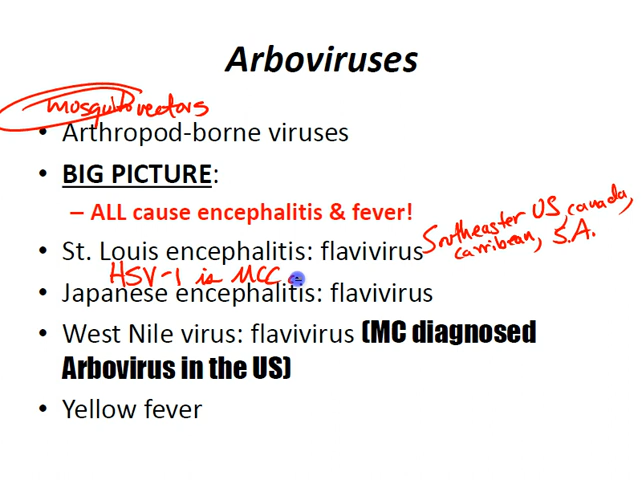 Arboviruses
mosquito vectors
• Arthropod-borne viruses
• BIG PICTURE:
– ALL cause encephalitis & fever!
Southeaster US, canada,
carribean, S.A.
• St. Louis encephalitis: flavivirus
HSV-1 is MCC
• Japanese encephalitis: flavivirus
• West Nile virus: flavivirus (MC diagnosed
Arbovirus in the US)
• Yellow fever